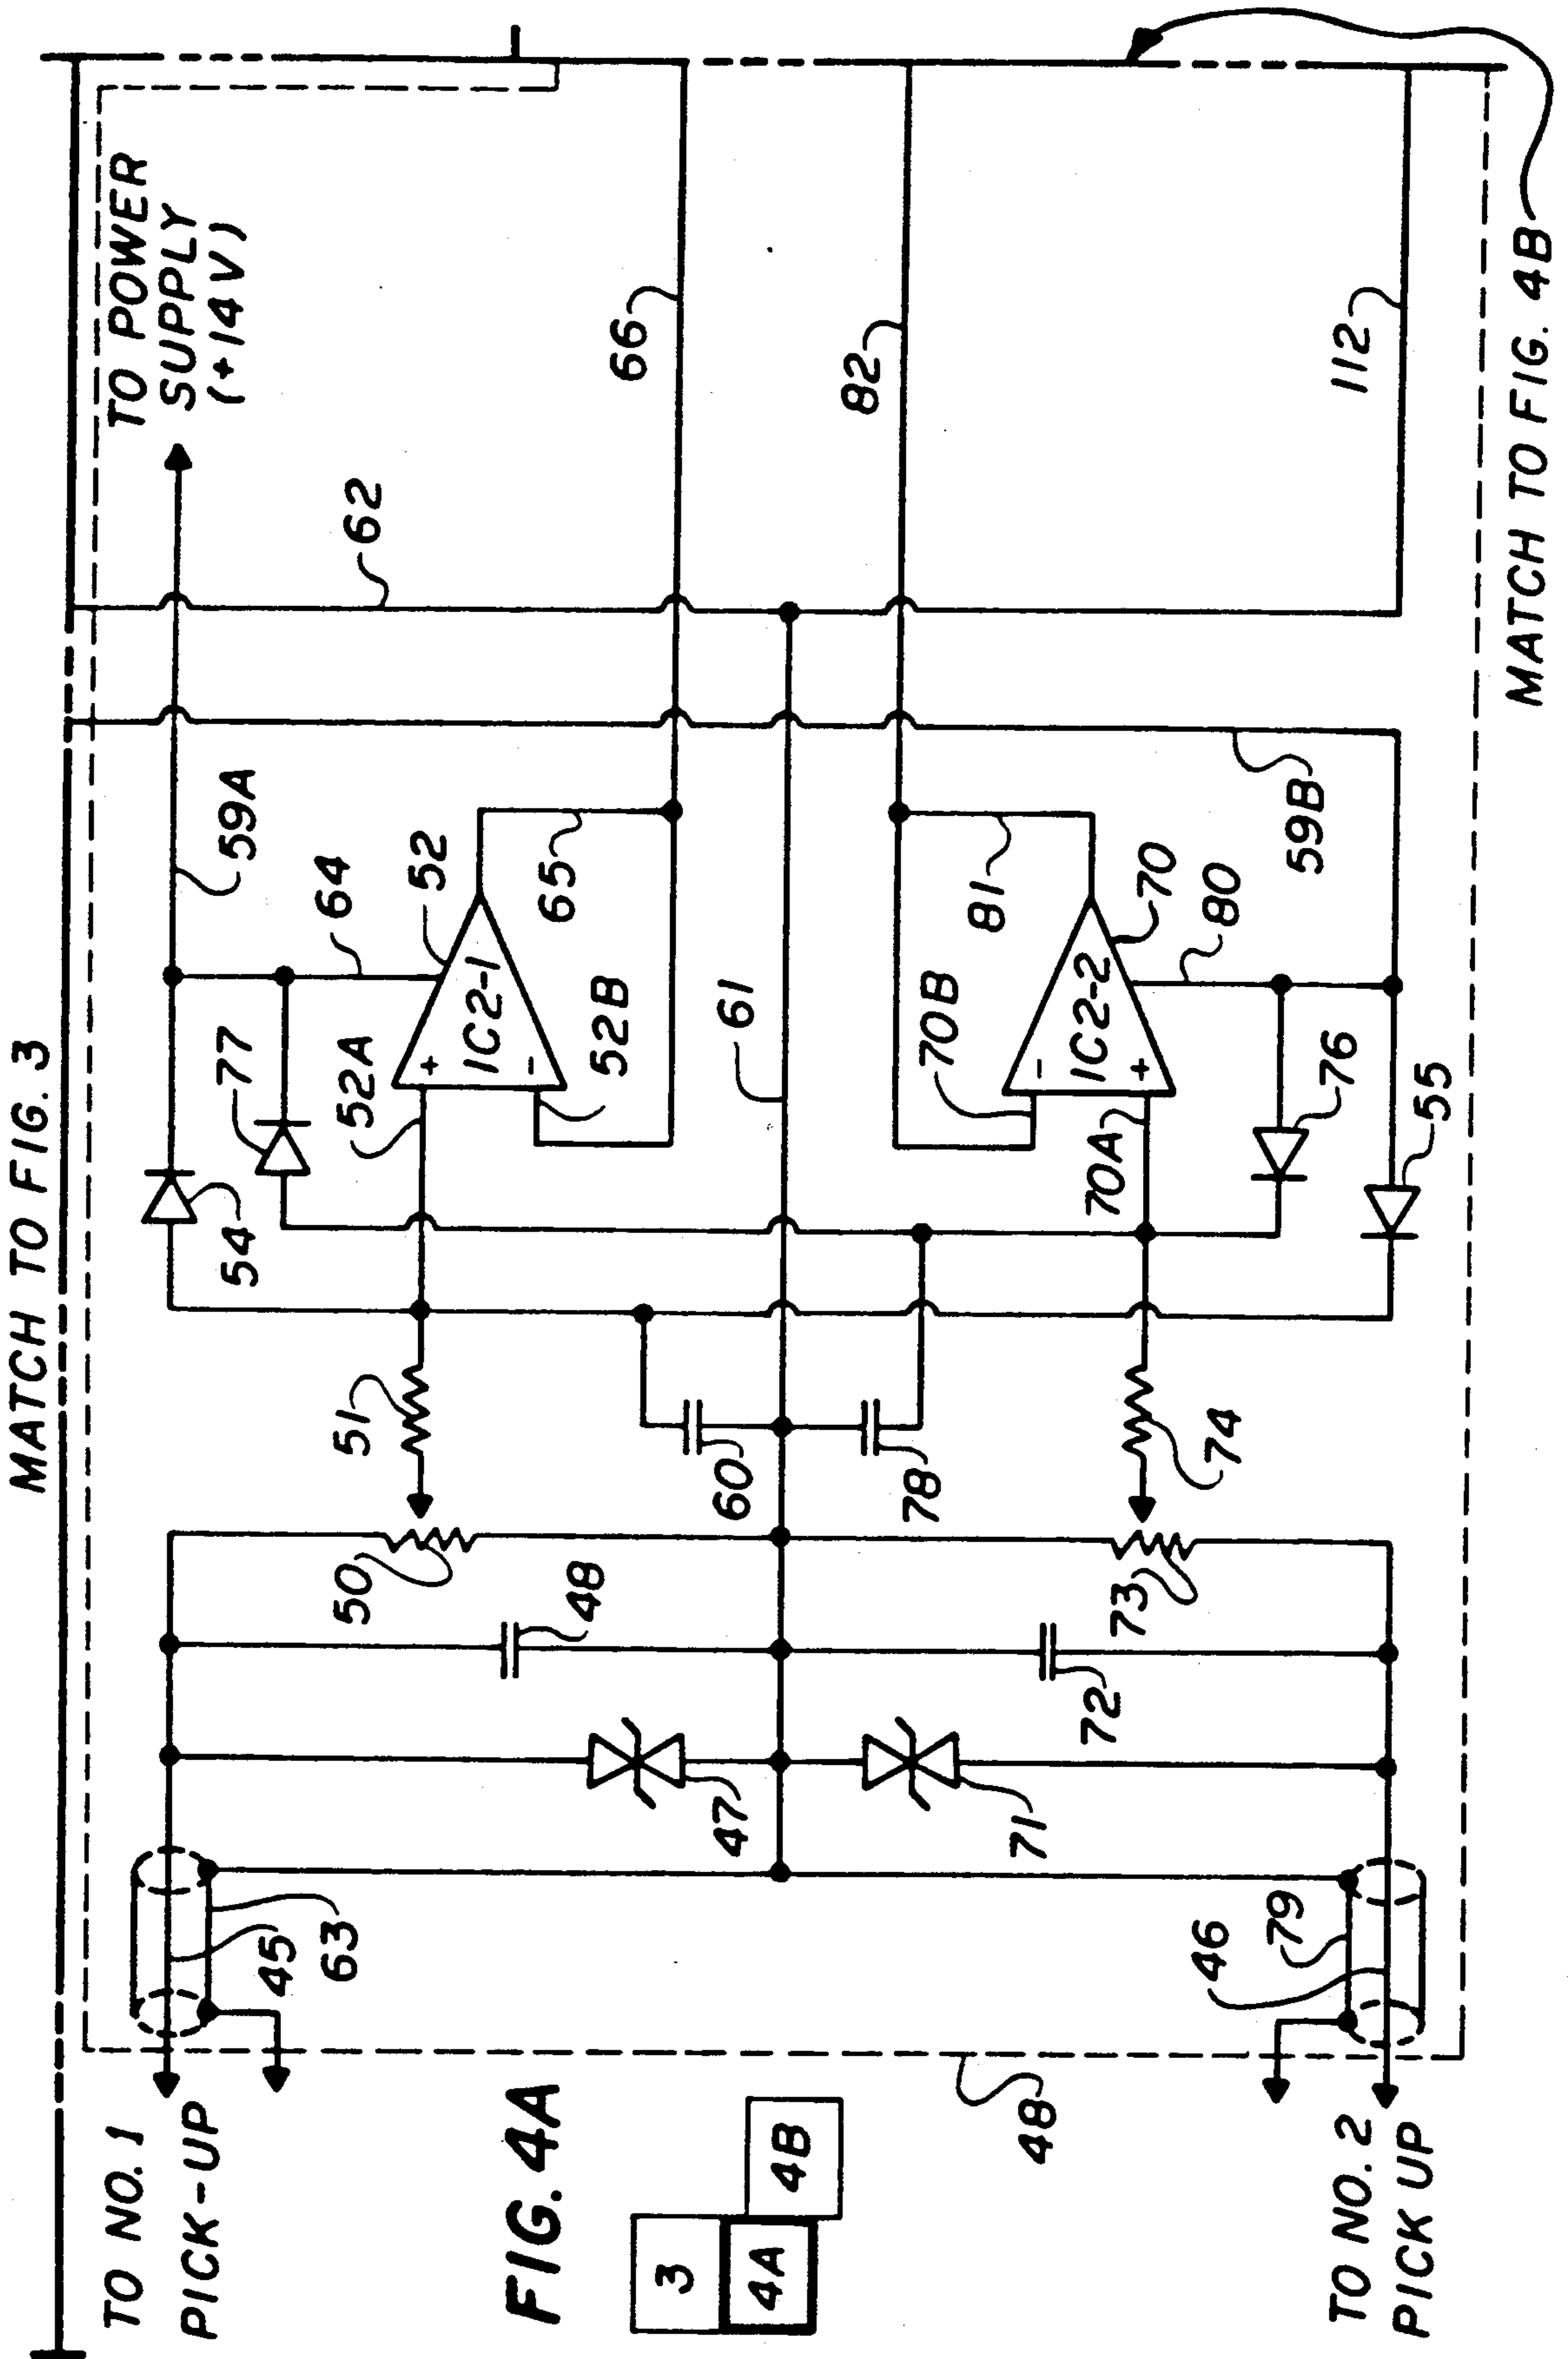 MATCH TO FIG. 3
TO POWER
SUPPLY
(+14V)
62
59A
64
77
54
52
52A
IC2-1
+
-
52B
65
66
51
50
48
60
61
47
45
63
TO NO. 1
PICK-UP
82
81
70
70B
IC2-2
-
+
70A
80
76
55
59B
112
78
74
73
72
71
46
79
TO NO. 2
PICK UP
48
FIG. 4A
3
4A
4B
MATCH TO FIG. 4B